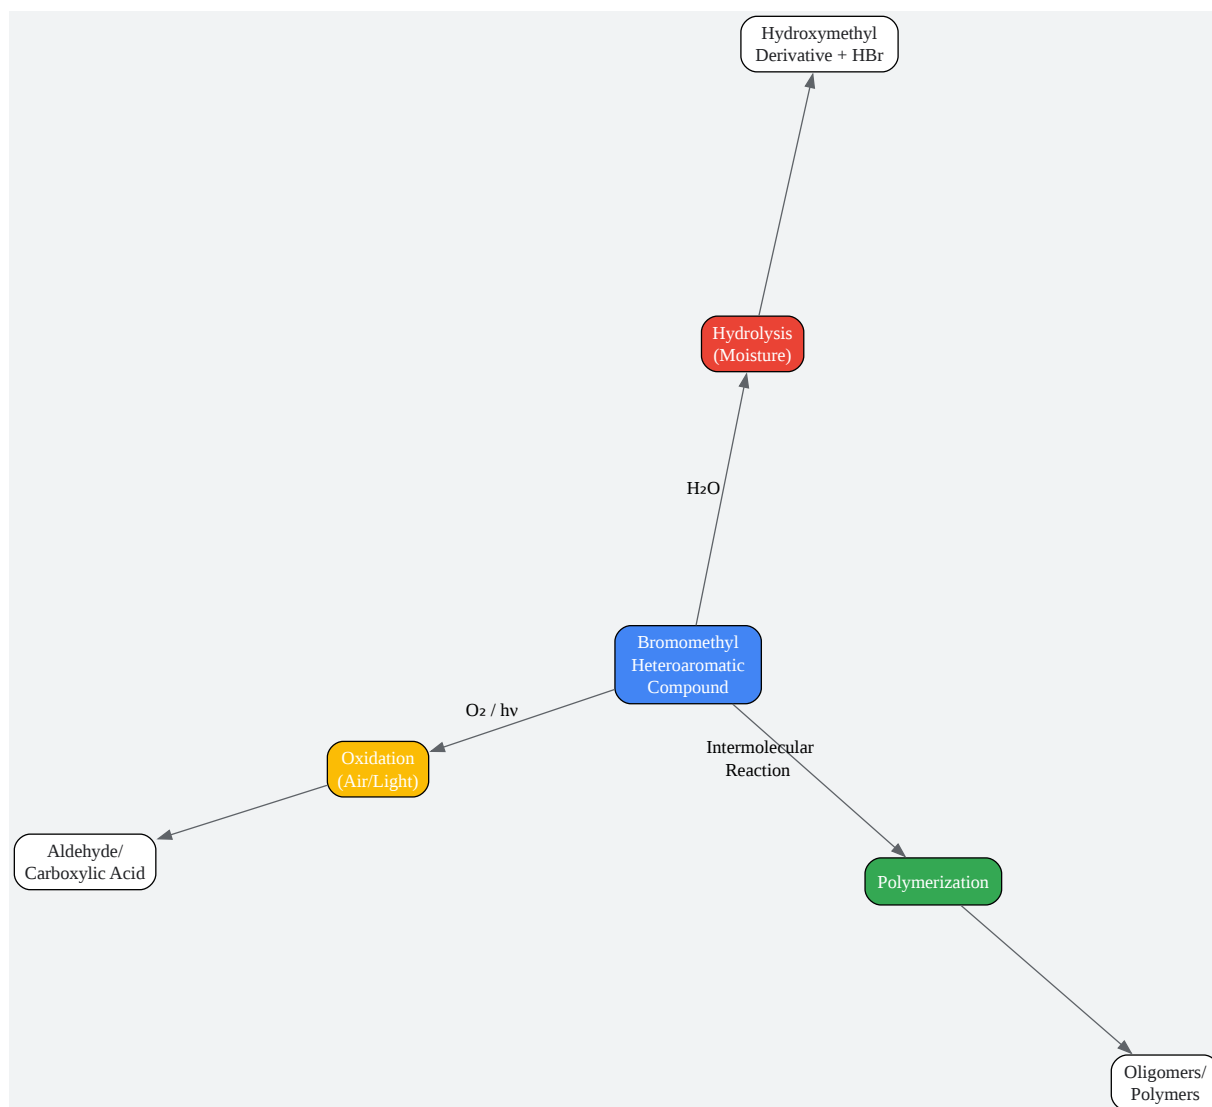 Hydroxymethyl
Derivative + HBr
Hydrolysis
(Moisture)
H₂O
Bromomethyl
Heteroaromatic
Compound
O₂ / hν
Intermolecular
Reaction
Oxidation
(Air/Light)
Aldehyde/
Carboxylic Acid
Polymerization
Oligomers/
Polymers